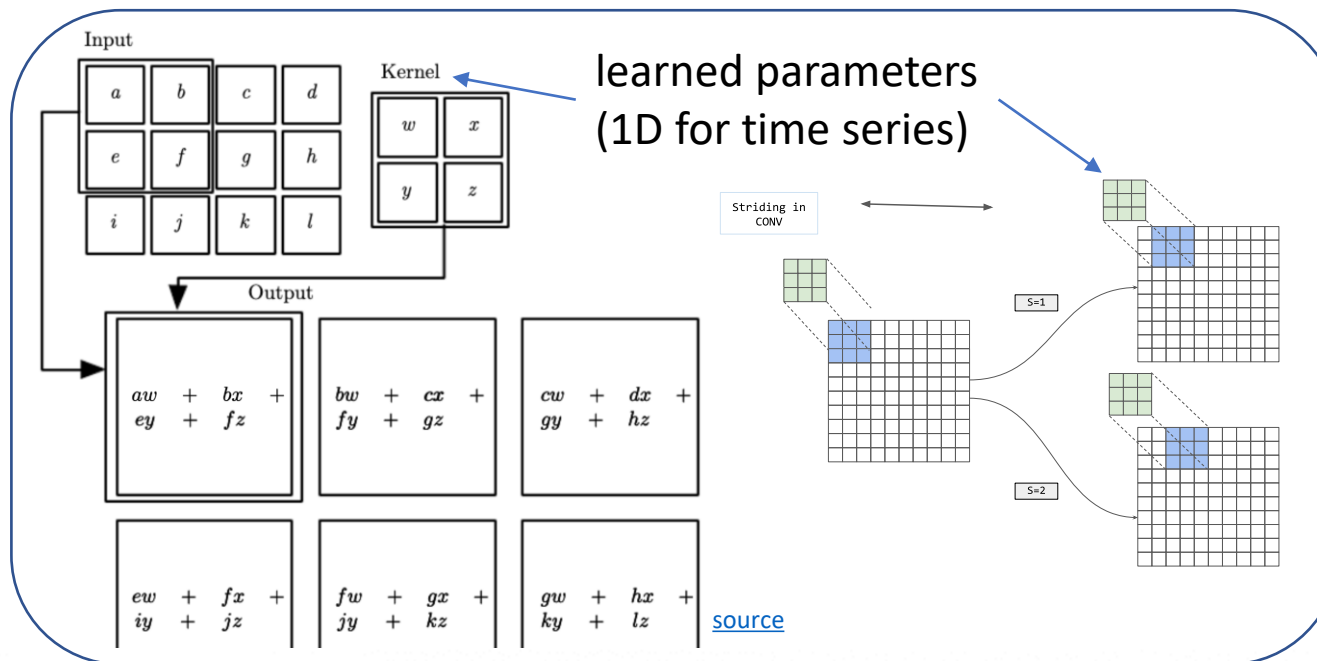 Input
a b c d
e f g h
i j k l
Kernel
w x
y z
learned parameters
(1D for time series)
Striding in
CONV
S=1
S=2
Output
aw + bx +
ey + fz
bw + cx +
fy + gz
cw + dx +
gy + hz
ew + fx +
iy + jz
fw + gx +
jy + kz
gw + hx +
ky + lz
source